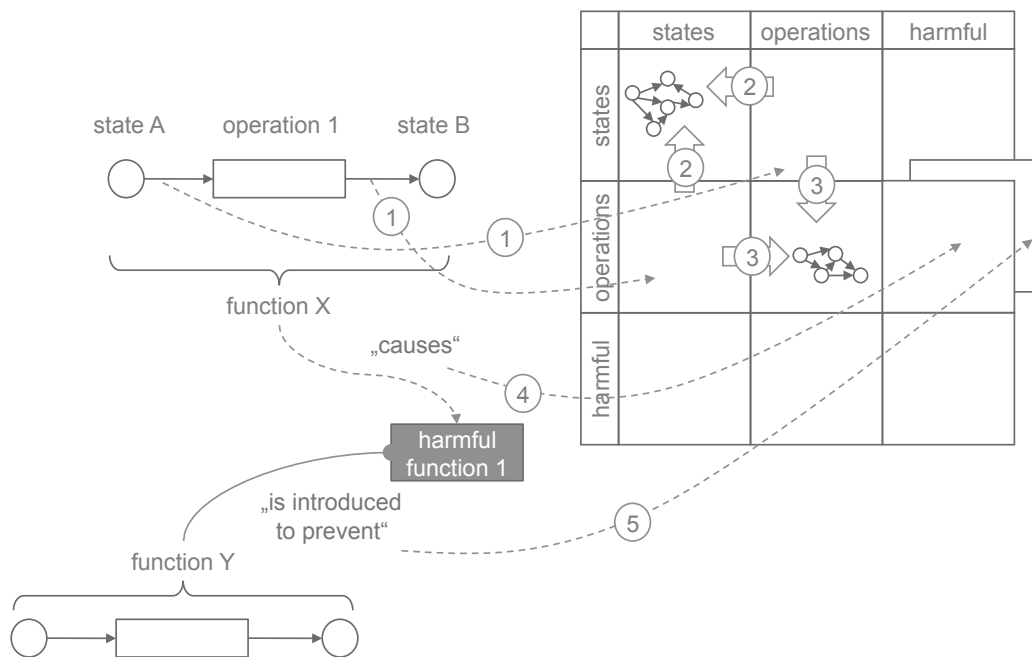 states operations harmful
states
2
state A operation 1 state B
2
3
1
1
operations
3
function X
„causes“
4
harmful
harmful
function 1
„is introduced
to prevent“
5
function Y